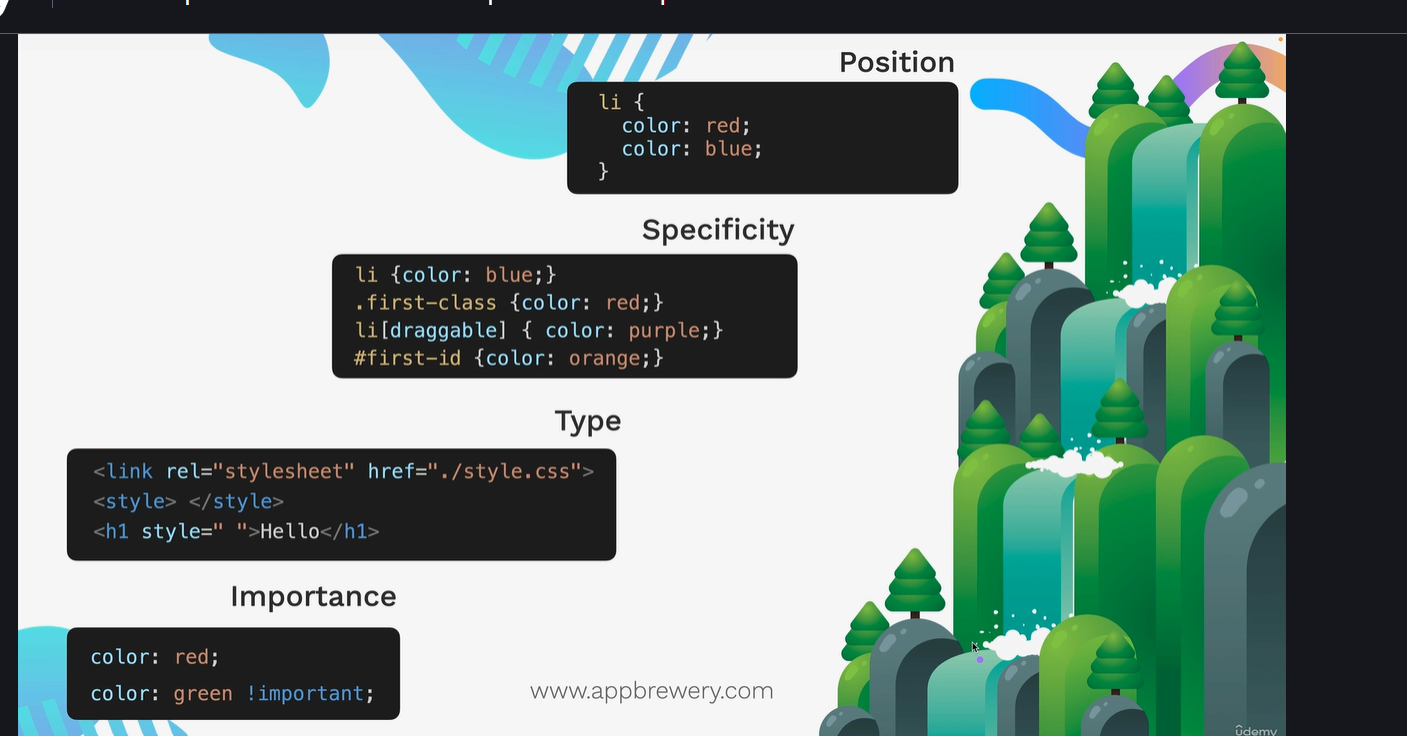 Position
li {
color: red;
color: blue;
}
Specificity
li {color: blue;}
.first-class {color: red;}
li[draggable] { color: purple;}
#first-id {color: orange;}
Type
<link rel="stylesheet" href="./style.css">
<style> </style>
<h1 style=" ">Hello</h1>
Importance
color: red;
color: green !important;
www.appbrewery.com
ûdemy